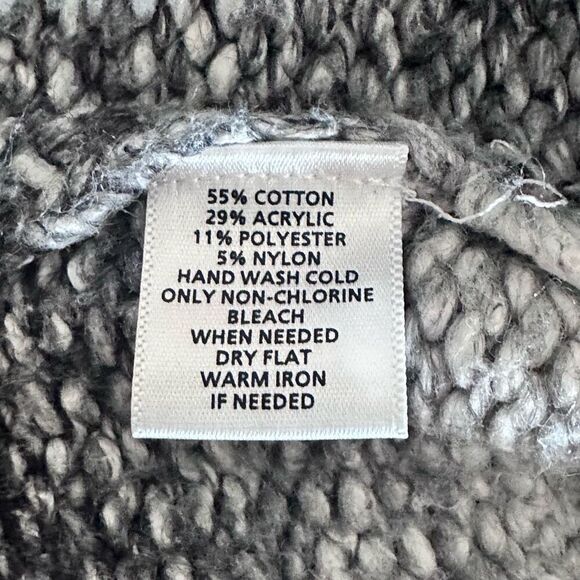 55% COTTON
29% ACRYLIC
11% POLYESTER
5% NYLON
HAND WASH COLD
ONLY NON-CHLORINE
BLEACH
WHEN NEEDED
DRY FLAT
WARM IRON
IF NEEDED